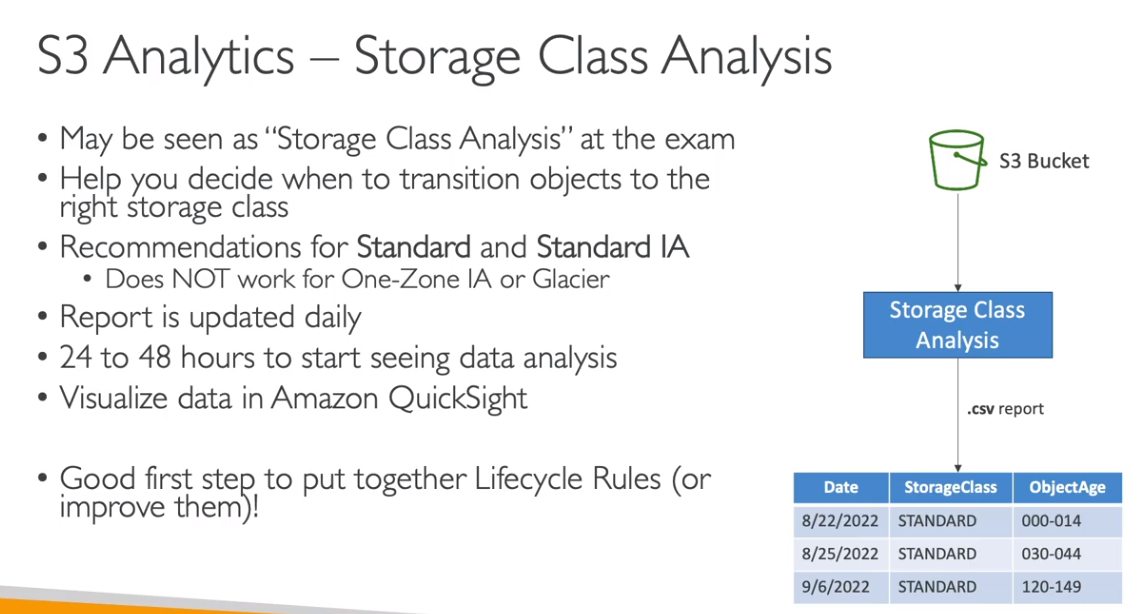 S3 Analytics – Storage Class Analysis
• May be seen as “Storage Class Analysis” at the exam
• Help you decide when to transition objects to the
right storage class
• Recommendations for Standard and Standard IA
• Does NOT work for One-Zone IA or Glacier
• Report is updated daily
• 24 to 48 hours to start seeing data analysis
• Visualize data in Amazon QuickSight
• Good first step to put together Lifecycle Rules (or
improve them)!
S3 Bucket
Storage Class
Analysis
.csv report
Date StorageClass ObjectAge
8/22/2022 STANDARD 000-014
8/25/2022 STANDARD 030-044
9/6/2022 STANDARD 120-149